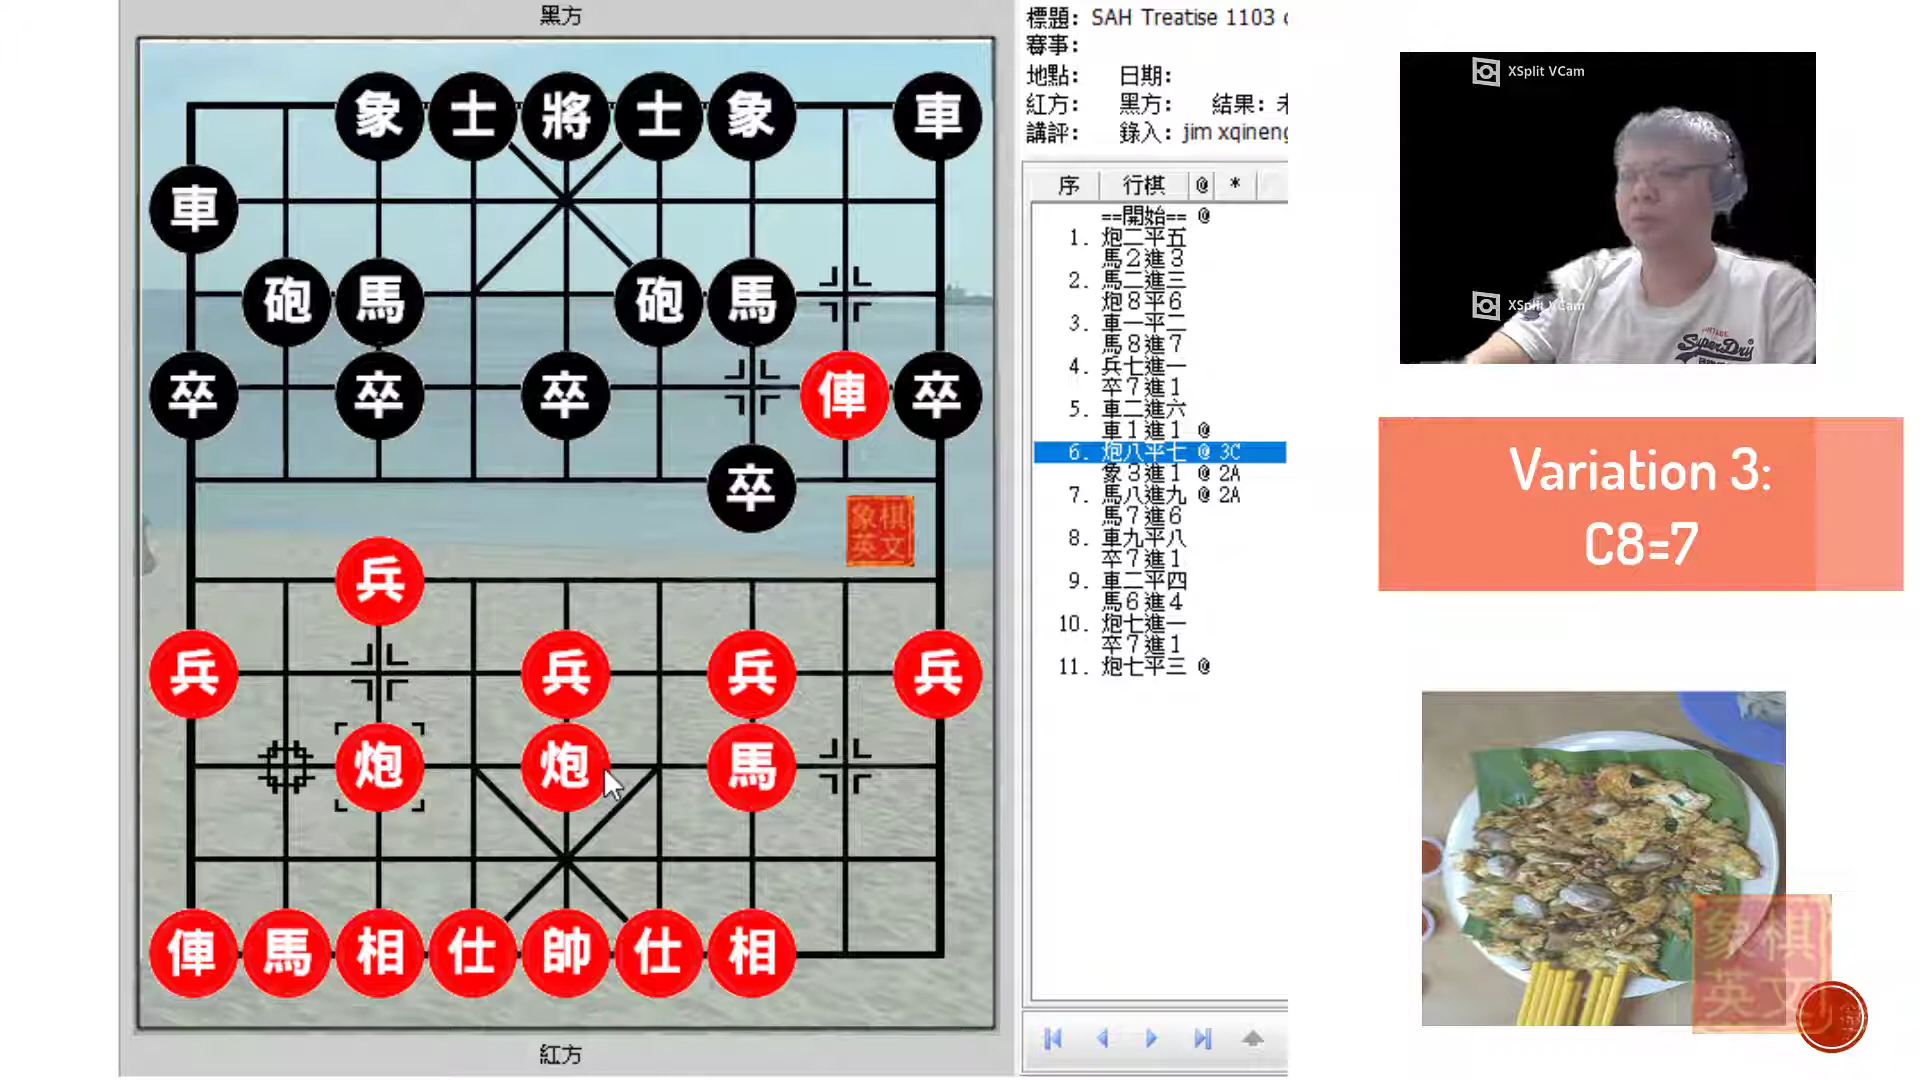 黑方
象 士 將 士 象 車
車
砲 馬 砲 馬
卒 卒 卒 俥 卒
卒
象棋
英文
兵
兵 兵 兵 兵
炮 炮 馬
俥 馬 相 仕 帥 仕 相
紅方
標題： SAH Treatise 1103
賽事：
地點： 日期：
紅方： 黑方： 結果：
講評： 錄入： jim xqineng
序 行棋 @ *
==開始== @
1. 炮二平五
馬２進３
2. 馬二進三
炮８平６
3. 車一平二
馬８進７
4. 兵七進一
卒７進１
5. 車二進六
車１進１ @
6. 炮八平七 @ 3C
象３進１ @ 2A
7. 馬八進九 @ 2A
馬７進６
8. 車九平八
卒７進１
9. 車二平四
馬６進４
10. 炮七進一
卒７進１
11. 炮七平三 @
XSplit VCam
XSplit VCam
SuperDry
Variation 3:
C8=7
象棋
英文